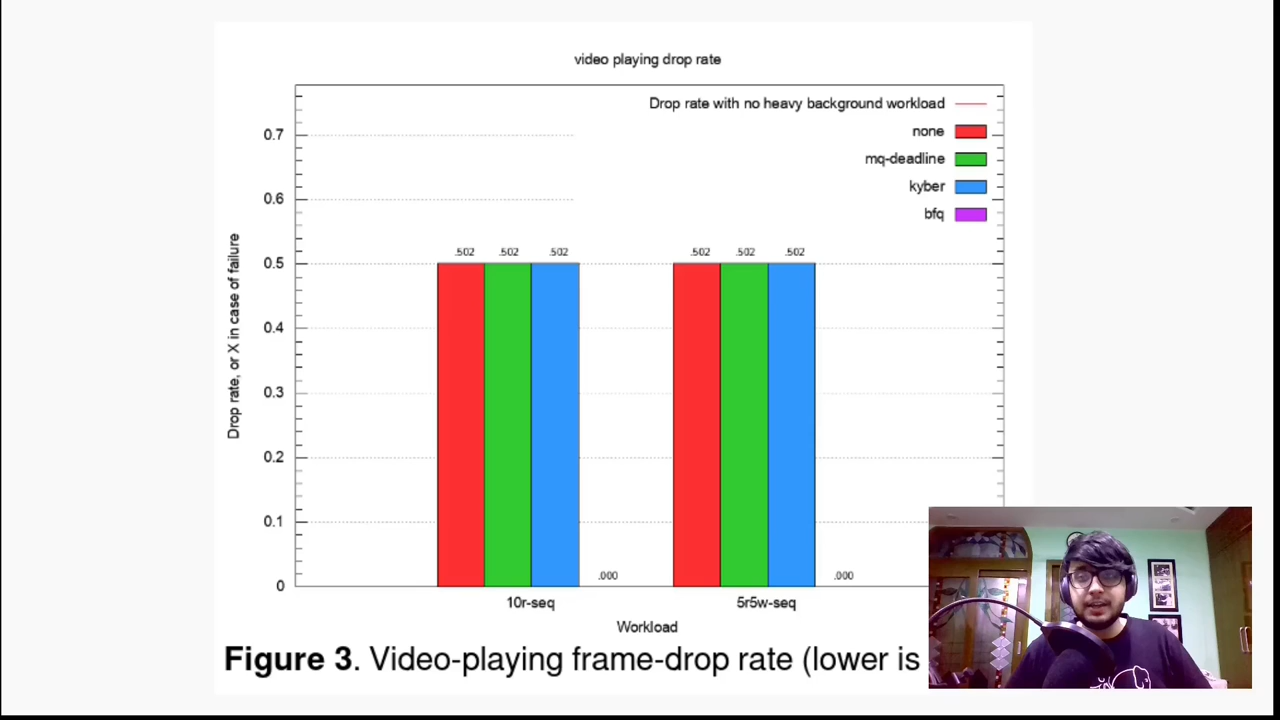 video playing drop rate
Drop rate with no heavy background workload
none
mq-deadline
kyber
bfq
Drop rate, or X in case of failure
0.7
0.6
0.5
0.4
0.3
0.2
0.1
0
.502 .502 .502 .502 .502 .502
.000 .000
10r-seq 5r5w-seq
Workload
Figure 3. Video-playing frame-drop rate (lower is